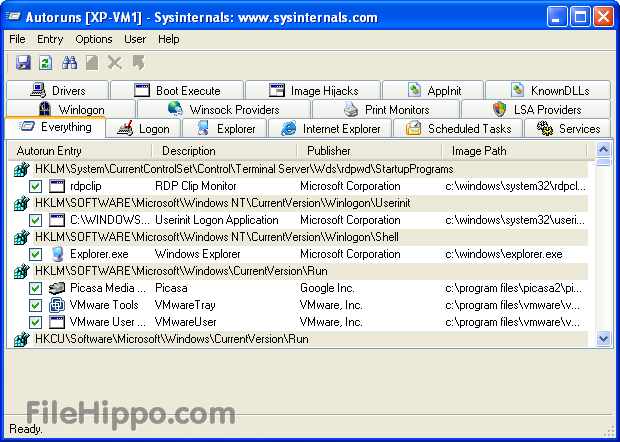 Autoruns [XP-VM1] - Sysinternals: www.sysinternals.com
File Entry Options User Help
Drivers Boot Execute Image Hijacks AppInit KnownDLLs
Winlogon Winsock Providers Print Monitors LSA Providers
Everything Logon Explorer Internet Explorer Scheduled Tasks Services
Autorun Entry Description Publisher Image Path
HKLM\System\CurrentControlSet\Control\Terminal Server\Wds\rdpwd\StartupPrograms
rdpclip RDP Clip Monitor Microsoft Corporation c:\windows\system32\rdpcl...
HKLM\SOFTWARE\Microsoft\Windows NT\CurrentVersion\Winlogon\Userinit
C:\WINDOWS... Userinit Logon Application Microsoft Corporation c:\windows\system32\useri...
HKLM\SOFTWARE\Microsoft\Windows NT\CurrentVersion\Winlogon\Shell
Explorer.exe Windows Explorer Microsoft Corporation c:\windows\explorer.exe
HKLM\SOFTWARE\Microsoft\Windows\CurrentVersion\Run
Picasa Media ... Picasa Google Inc. c:\program files\picasa2\pi...
VMware Tools VMwareTray VMware, Inc. c:\program files\vmware\v...
VMware User ... VMwareUser VMware, Inc. c:\program files\vmware\v...
HKCU\Software\Microsoft\Windows\CurrentVersion\Run
FileHippo.com
Ready.